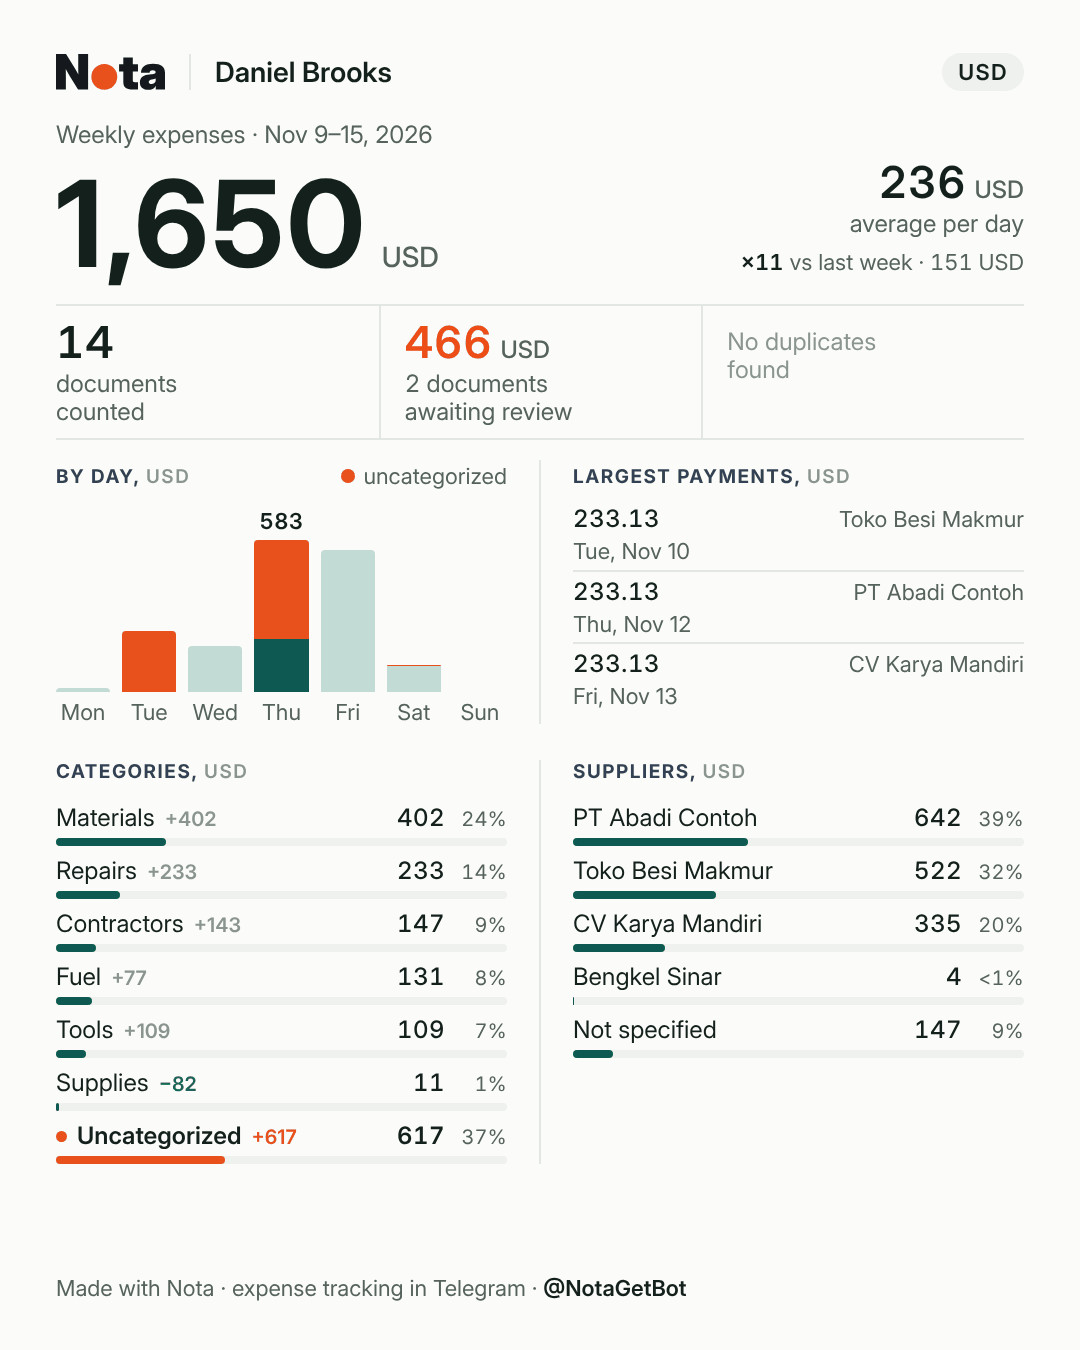 Nota
Daniel Brooks
USD
Weekly expenses · Nov 9–15, 2026
1,650 USD
236 USD
average per day
×11 vs last week · 151 USD
14
documents
counted
466 USD
2 documents
awaiting review
No duplicates
found
BY DAY, USD
uncategorized
583
Mon Tue Wed Thu Fri Sat Sun
LARGEST PAYMENTS, USD
233.13 Toko Besi Makmur
Tue, Nov 10
233.13 PT Abadi Contoh
Thu, Nov 12
233.13 CV Karya Mandiri
Fri, Nov 13
CATEGORIES, USD
Materials +402 402 24%
Repairs +233 233 14%
Contractors +143 147 9%
Fuel +77 131 8%
Tools +109 109 7%
Supplies −82 11 1%
Uncategorized +617 617 37%
SUPPLIERS, USD
PT Abadi Contoh 642 39%
Toko Besi Makmur 522 32%
CV Karya Mandiri 335 20%
Bengkel Sinar 4 <1%
Not specified 147 9%
Made with Nota · expense tracking in Telegram · @NotaGetBot